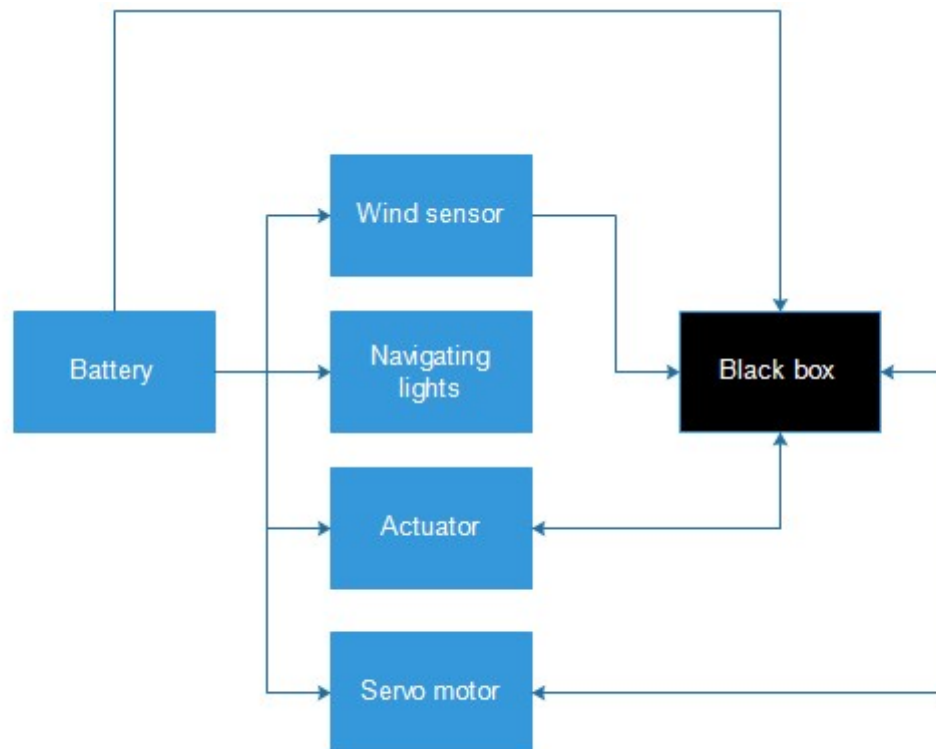 Wind sensor
Battery
Navigating
lights
Black box
Actuator
Servo motor